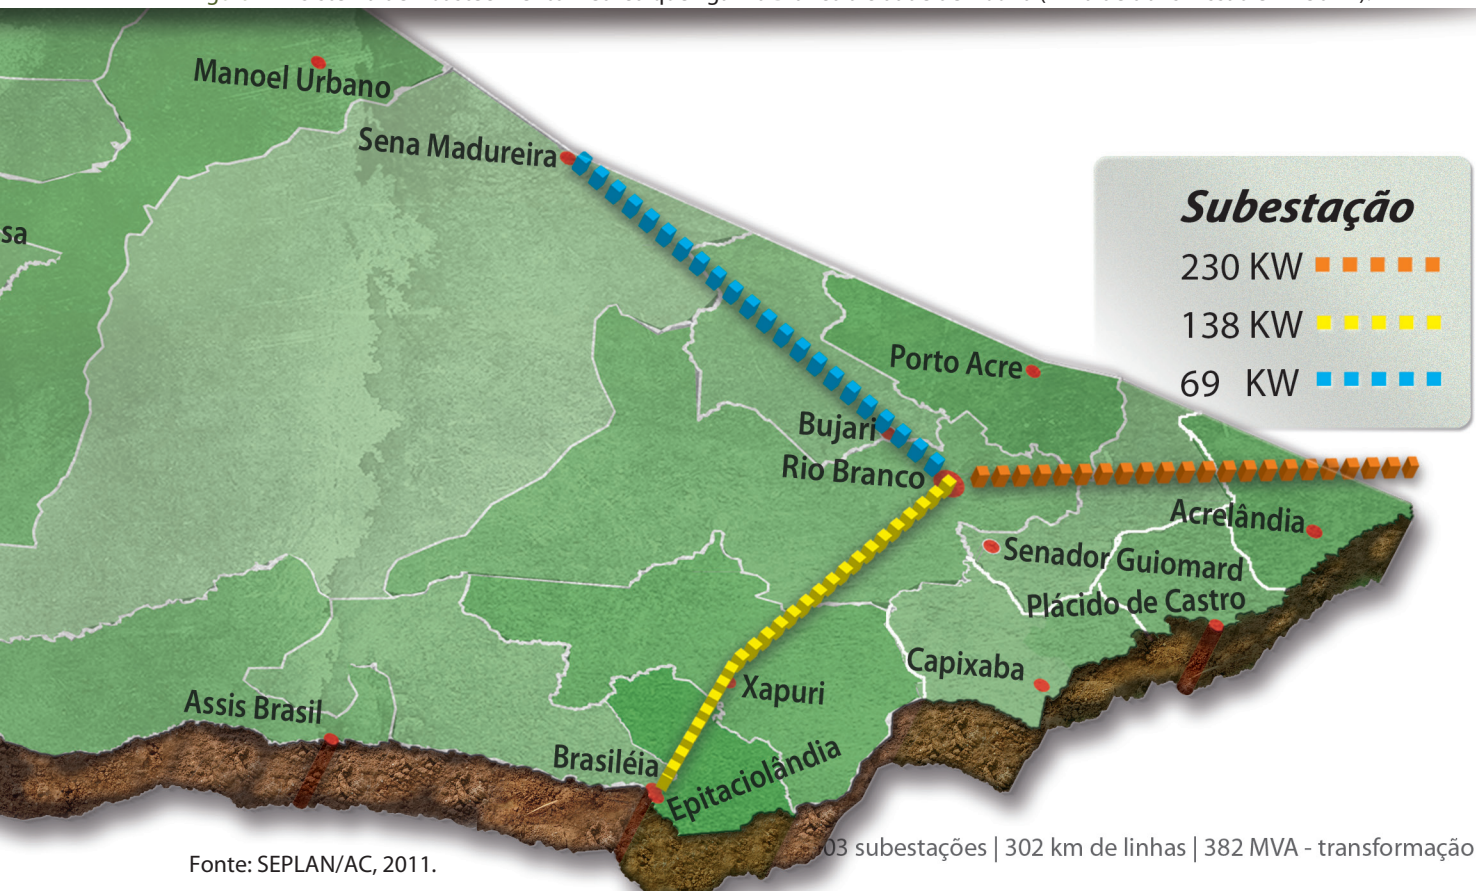 Manoel Urbano
Sena Madureira
sa
Subestação
230 KW
138 KW
69 KW
Porto Acre
Bujari
Rio Branco
Acrelândia
Senador Guiomard
Plácido de Castro
Capixaba
Xapuri
Assis Brasil
Brasiléia
Epitaciolândia
03 subestações | 302 km de linhas | 382 MVA - transformação
Fonte: SEPLAN/AC, 2011.